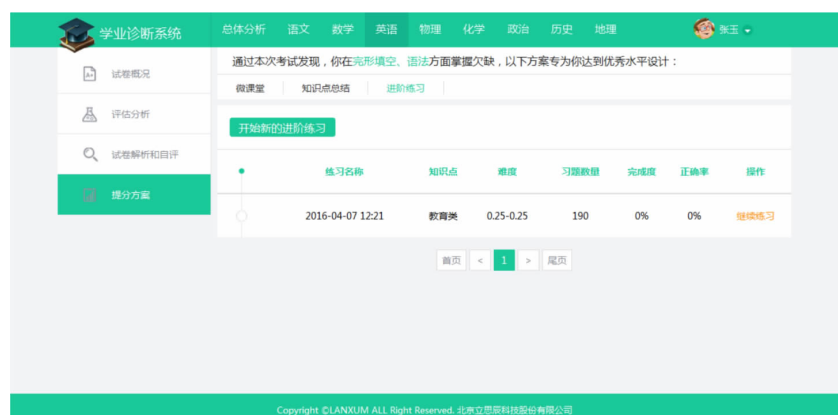 学业诊断系统 总体分析 语文 数学 英语 物理 化学 政治 历史 地理 张玉
试卷概况
评估分析
试卷解析和自评
提分方案
通过本次考试发现，你在完形填空、语法方面掌握欠缺，以下方案专为你达到优秀水平设计：
微课堂 知识点总结 进阶练习
开始新的进阶练习
练习名称 知识点 难度 习题数量 完成度 正确率 操作
2016-04-07 12:21 教育类 0.25-0.25 190 0% 0% 继续练习
首页 < 1 > 尾页
Copyright ©LANXUM ALL Right Reserved. 北京立思辰科技股份有限公司